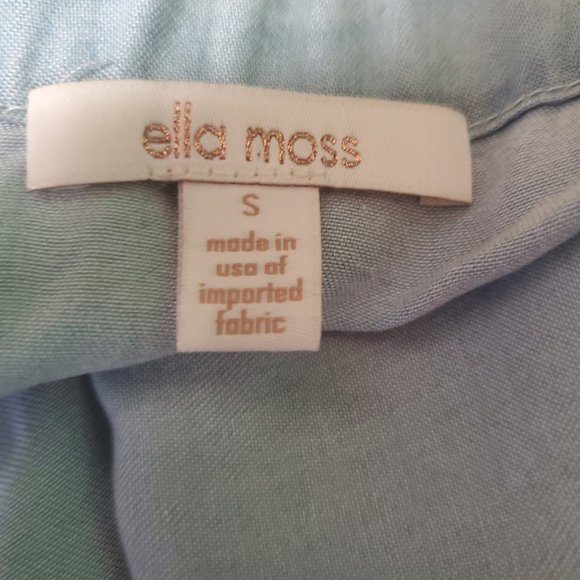 ella moss
S
made in
usa of
imported
fabric